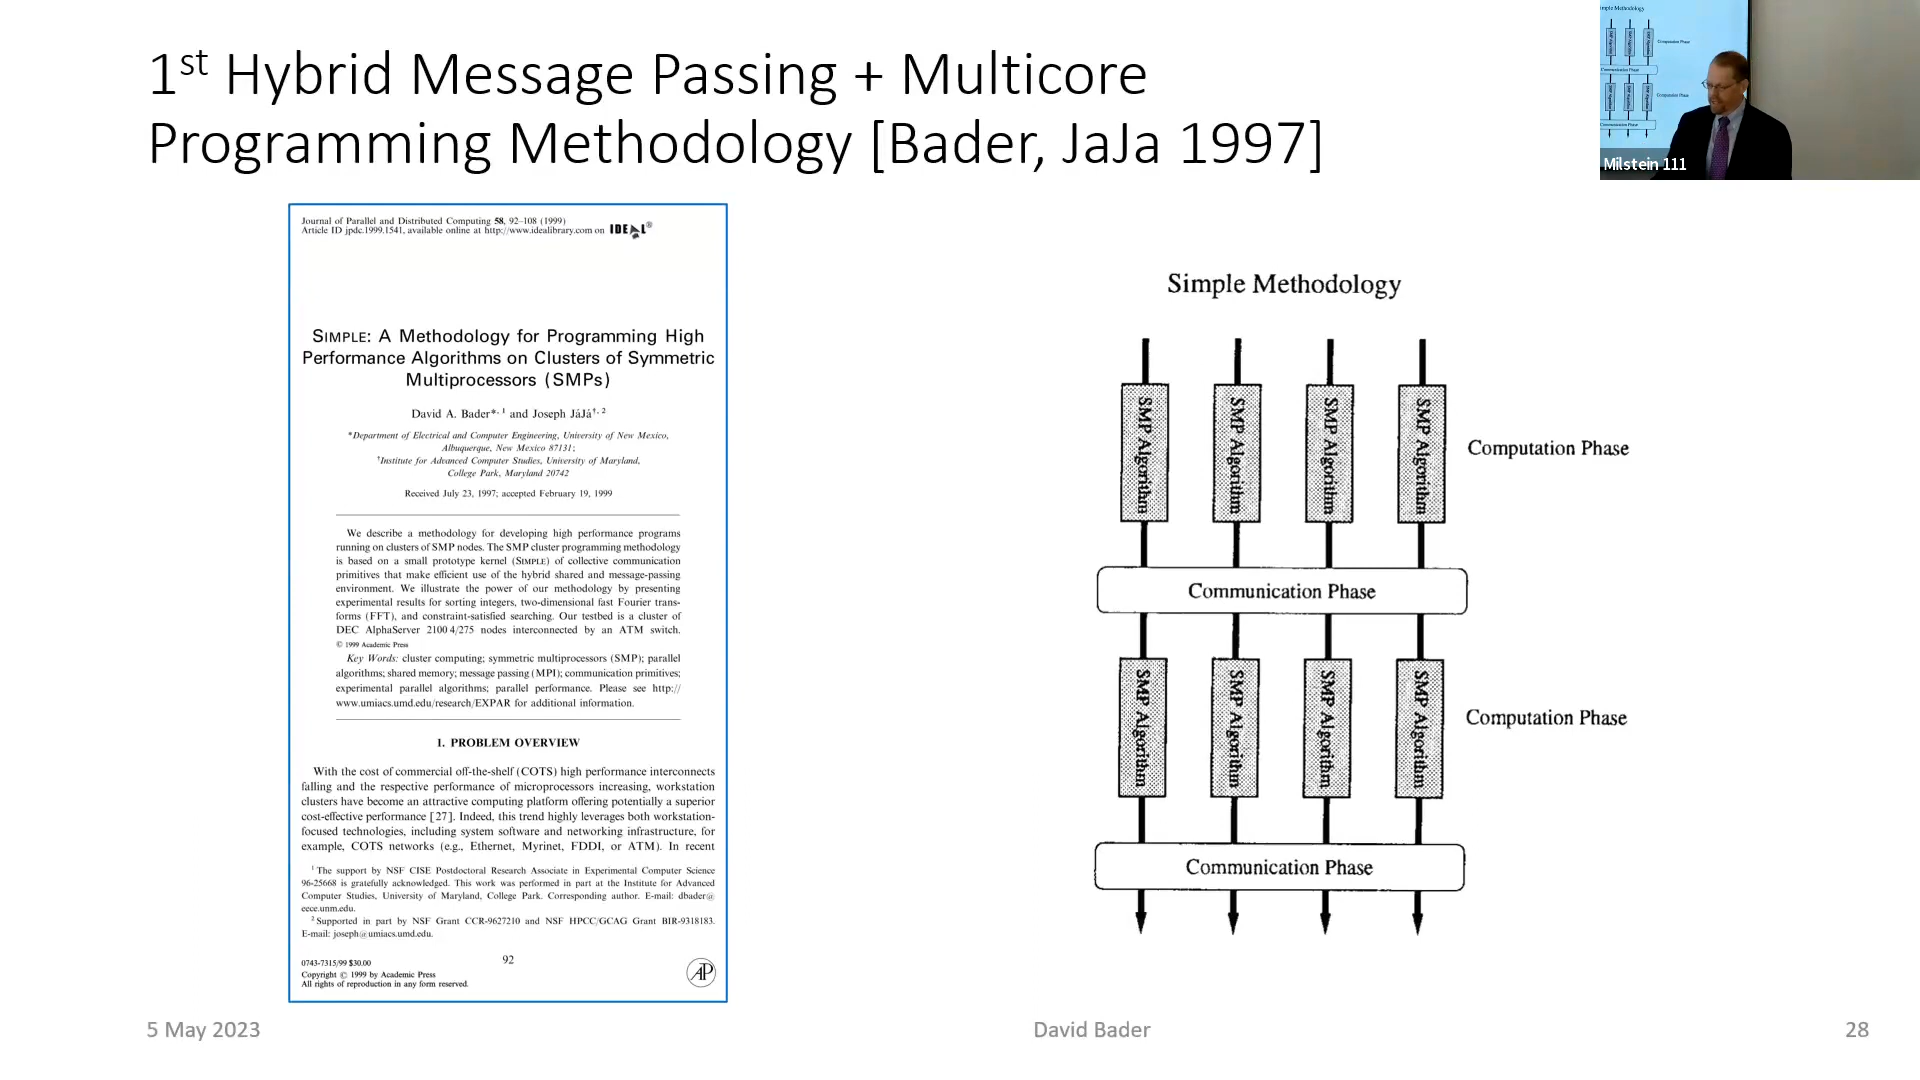 1st Hybrid Message Passing + Multicore
Programming Methodology [Bader, JaJa 1997]
Milstein 111
Journal of Parallel and Distributed Computing 58, 92–108 (1999)
Article ID jpdc.1999.1541, available online at http://www.idealibrary.com on IDEAL®
SIMPLE: A Methodology for Programming High
Performance Algorithms on Clusters of Symmetric
Multiprocessors (SMPs)
David A. Bader*, 1 and Joseph JáJá†, 2
*Department of Electrical and Computer Engineering, University of New Mexico,
Albuquerque, New Mexico 87131;
†Institute for Advanced Computer Studies, University of Maryland,
College Park, Maryland 20742
Received July 23, 1997; accepted February 19, 1999
We describe a methodology for developing high performance programs
running on clusters of SMP nodes. The SMP cluster programming methodology
is based on a small prototype kernel (SIMPLE) of collective communication
primitives that make efficient use of the hybrid shared and message-passing
environment. We illustrate the power of our methodology by presenting
experimental results for sorting integers, two-dimensional fast Fourier trans-
forms (FFT), and constraint-satisfied searching. Our testbed is a cluster of
DEC AlphaServer 2100 4/275 nodes interconnected by an ATM switch.
© 1999 Academic Press
Key Words: cluster computing; symmetric multiprocessors (SMP); parallel
algorithms; shared memory; message passing (MPI); communication primitives;
experimental parallel algorithms; parallel performance. Please see http://
www.umiacs.umd.edu/research/EXPAR for additional information.
1. PROBLEM OVERVIEW
With the cost of commercial off-the-shelf (COTS) high performance interconnects
falling and the respective performance of microprocessors increasing, workstation
clusters have become an attractive computing platform offering potentially a superior
cost-effective performance [27]. Indeed, this trend highly leverages both workstation-
focused technologies, including system software and networking infrastructure, for
example, COTS networks (e.g., Ethernet, Myrinet, FDDI, or ATM). In recent
1 The support by NSF CISE Postdoctoral Research Associate in Experimental Computer Science
96-25668 is gratefully acknowledged. This work was performed in part at the Institute for Advanced
Computer Studies, University of Maryland, College Park. Corresponding author. E-mail: dbader@
eece.unm.edu.
2 Supported in part by NSF Grant CCR-9627210 and NSF HPCC/GCAG Grant BIR-9318183.
E-mail: joseph@umiacs.umd.edu.
92
0743-7315/99 $30.00
Copyright © 1999 by Academic Press
All rights of reproduction in any form reserved.
AP
Simple Methodology
SMP Algorithm
SMP Algorithm
SMP Algorithm
SMP Algorithm
Computation Phase
Communication Phase
SMP Algorithm
SMP Algorithm
SMP Algorithm
SMP Algorithm
Computation Phase
Communication Phase
5 May 2023
David Bader
28